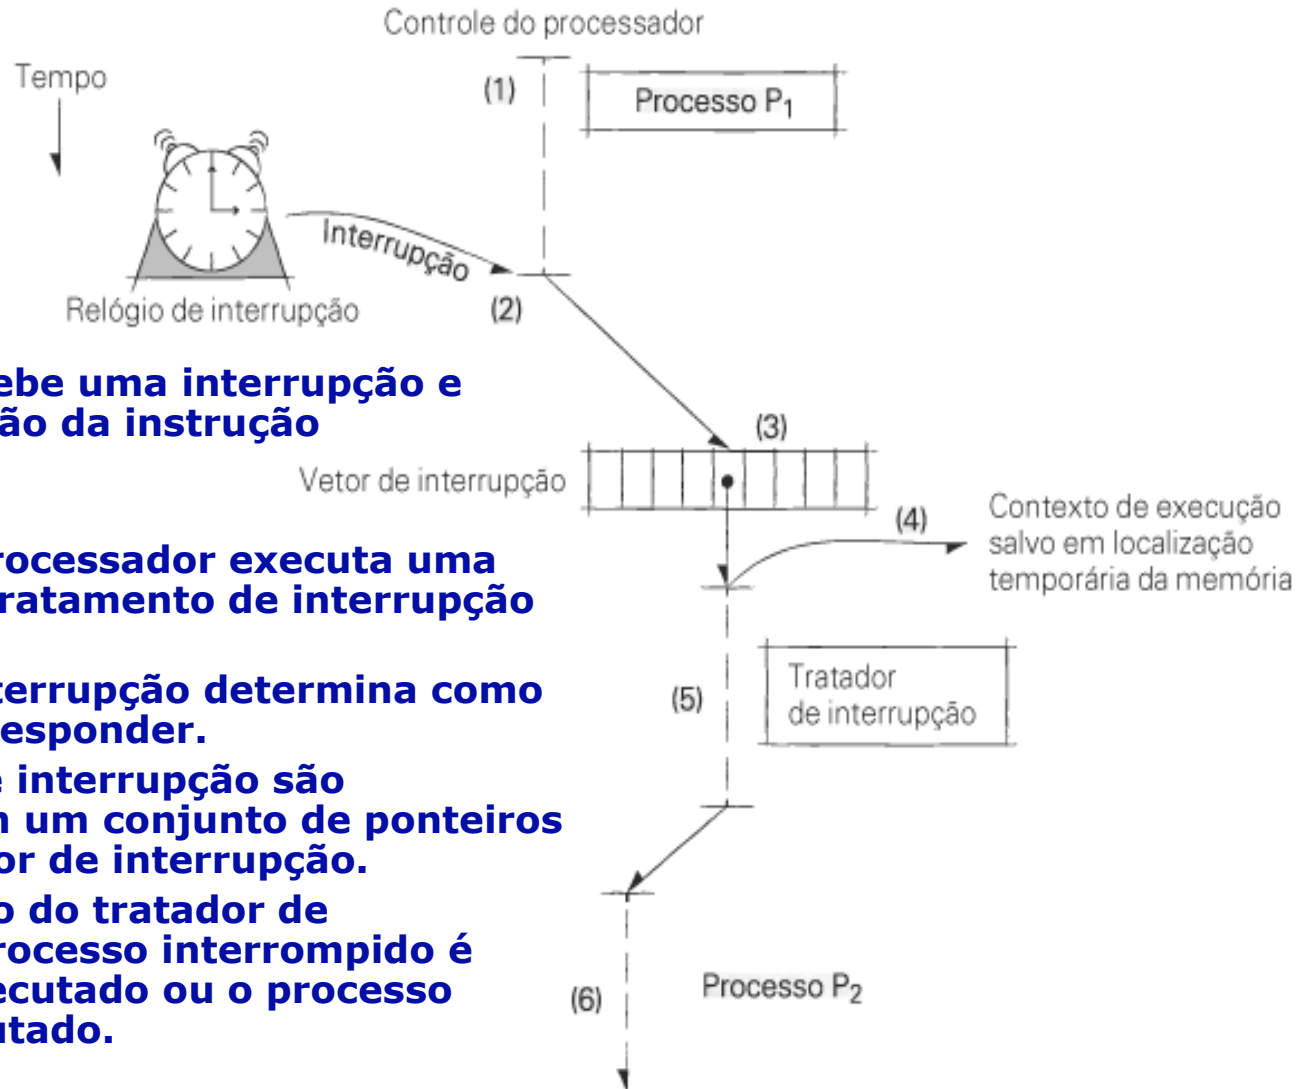 Controle do processador
Tempo
(1)
Processo P₁
Interrupção
Relógio de interrupção
(2)
ebe uma interrupção e
ão da instrução
(3)
Vetor de interrupção
(4)
Contexto de execução
salvo em localização
temporária da memória
rocessador executa uma
ratamento de interrupção
terrupção determina como
esponder.
(5)
Tratador
de interrupção
e interrupção são
m um conjunto de ponteiros
or de interrupção.
o do tratador de
rocesso interrompido é
ecutado ou o processo
utado.
(6)
Processo P₂